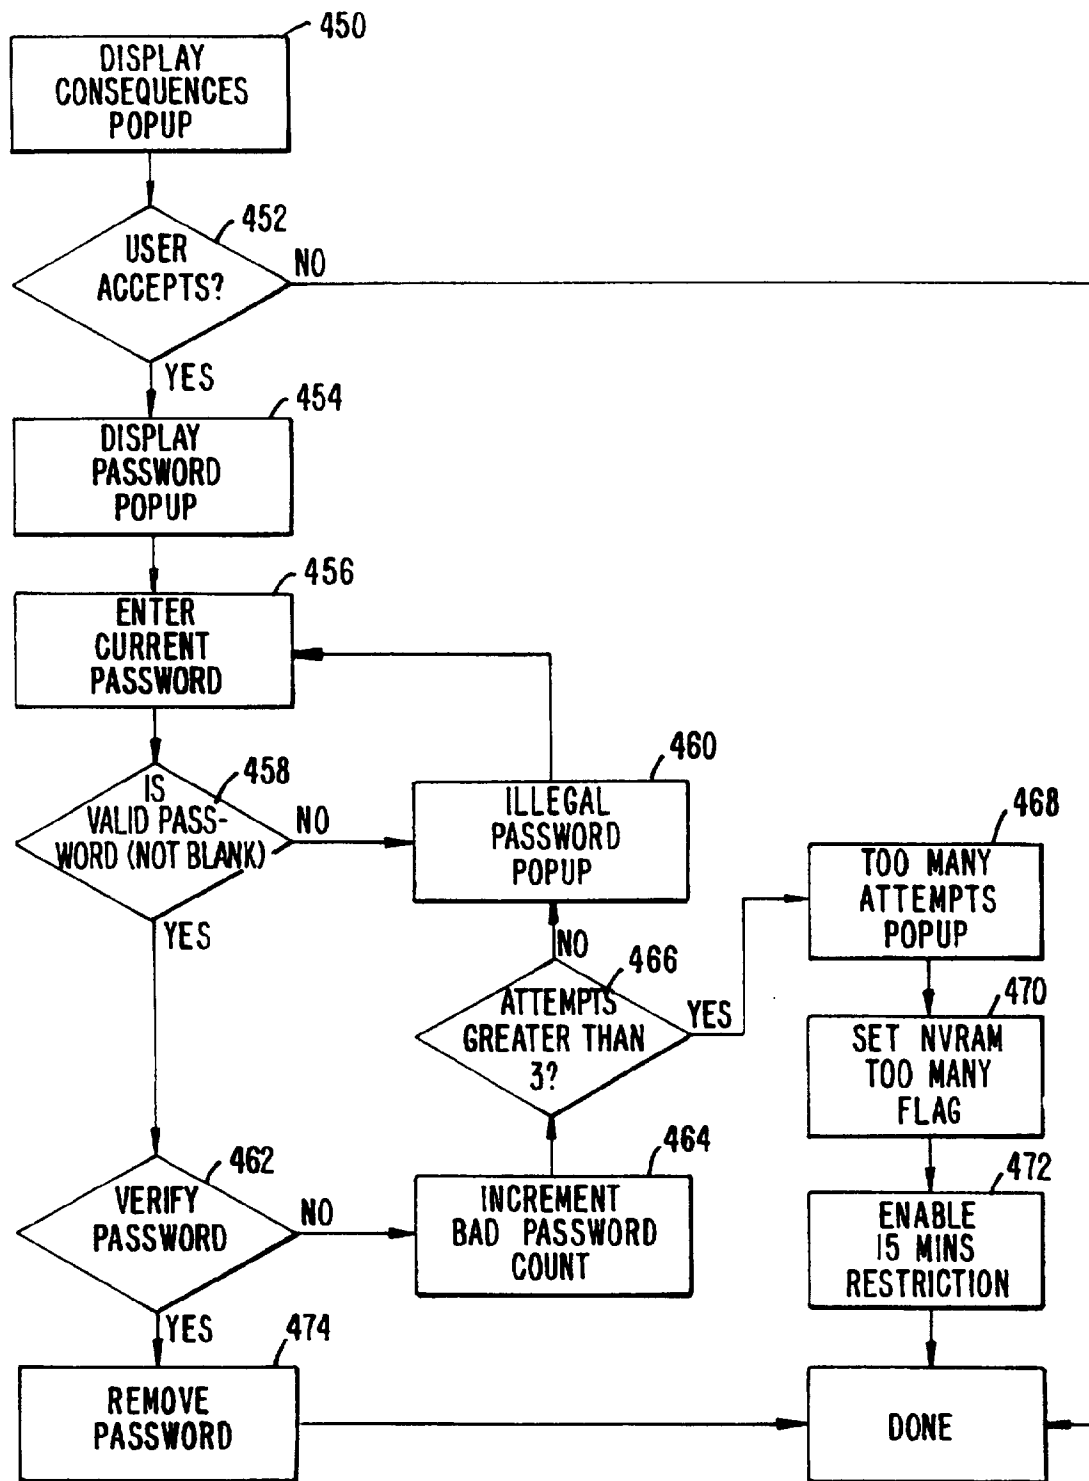 450
DISPLAY
CONSEQUENCES
POPUP
452
USER
ACCEPTS?
NO
YES
454
DISPLAY
PASSWORD
POPUP
456
ENTER
CURRENT
PASSWORD
458
IS
VALID PASS-
WORD (NOT BLANK)
NO
YES
460
ILLEGAL
PASSWORD
POPUP
NO
466
ATTEMPTS
GREATER THAN
3?
YES
468
TOO MANY
ATTEMPTS
POPUP
470
SET NVRAM
TOO MANY
FLAG
462
VERIFY
PASSWORD
NO
YES
464
INCREMENT
BAD PASSWORD
COUNT
472
ENABLE
15 MINS
RESTRICTION
474
REMOVE
PASSWORD
DONE